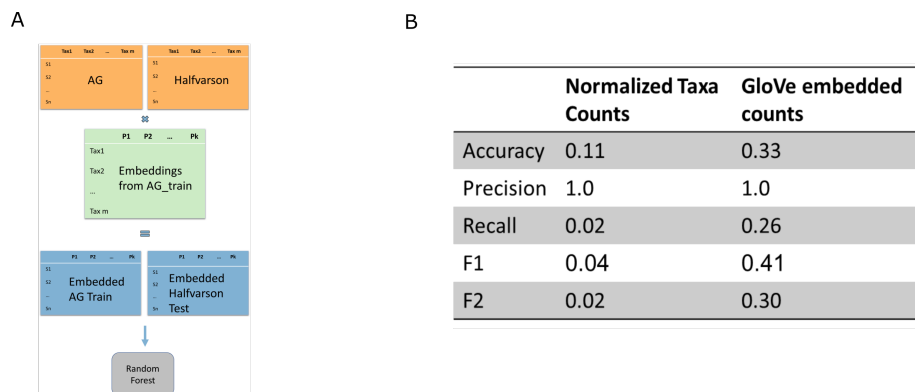 A
B
Tax1 Tax2 ... Tax m
S1
S2
...
Sn
AG
Tax1 Tax2 ... Tax m
S1
S2
...
Sn
Halfvarson
P1 P2 ... Pk
Tax1
Tax2
...
Tax m
Embeddings
from AG_train
P1 P2 ... Pk
S1
S2
...
Sn
Embedded
AG Train
P1 P2 ... Pk
S1
S2
...
Sn
Embedded
Halfvarson
Test
Random
Forest
Normalized Taxa
Counts
GloVe embedded
counts
Accuracy 0.11 0.33
Precision 1.0 1.0
Recall 0.02 0.26
F1 0.04 0.41
F2 0.02 0.30